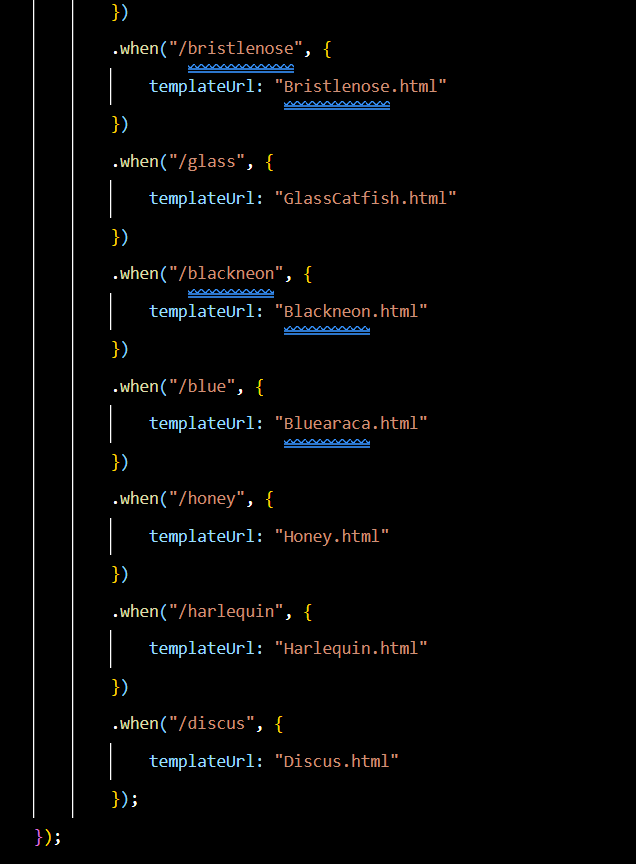 })
.when("/bristlenose", {
templateUrl: "Bristlenose.html"
})
.when("/glass", {
templateUrl: "GlassCatfish.html"
})
.when("/blackneon", {
templateUrl: "Blackneon.html"
})
.when("/blue", {
templateUrl: "Bluearaca.html"
})
.when("/honey", {
templateUrl: "Honey.html"
})
.when("/harlequin", {
templateUrl: "Harlequin.html"
})
.when("/discus", {
templateUrl: "Discus.html"
});
});